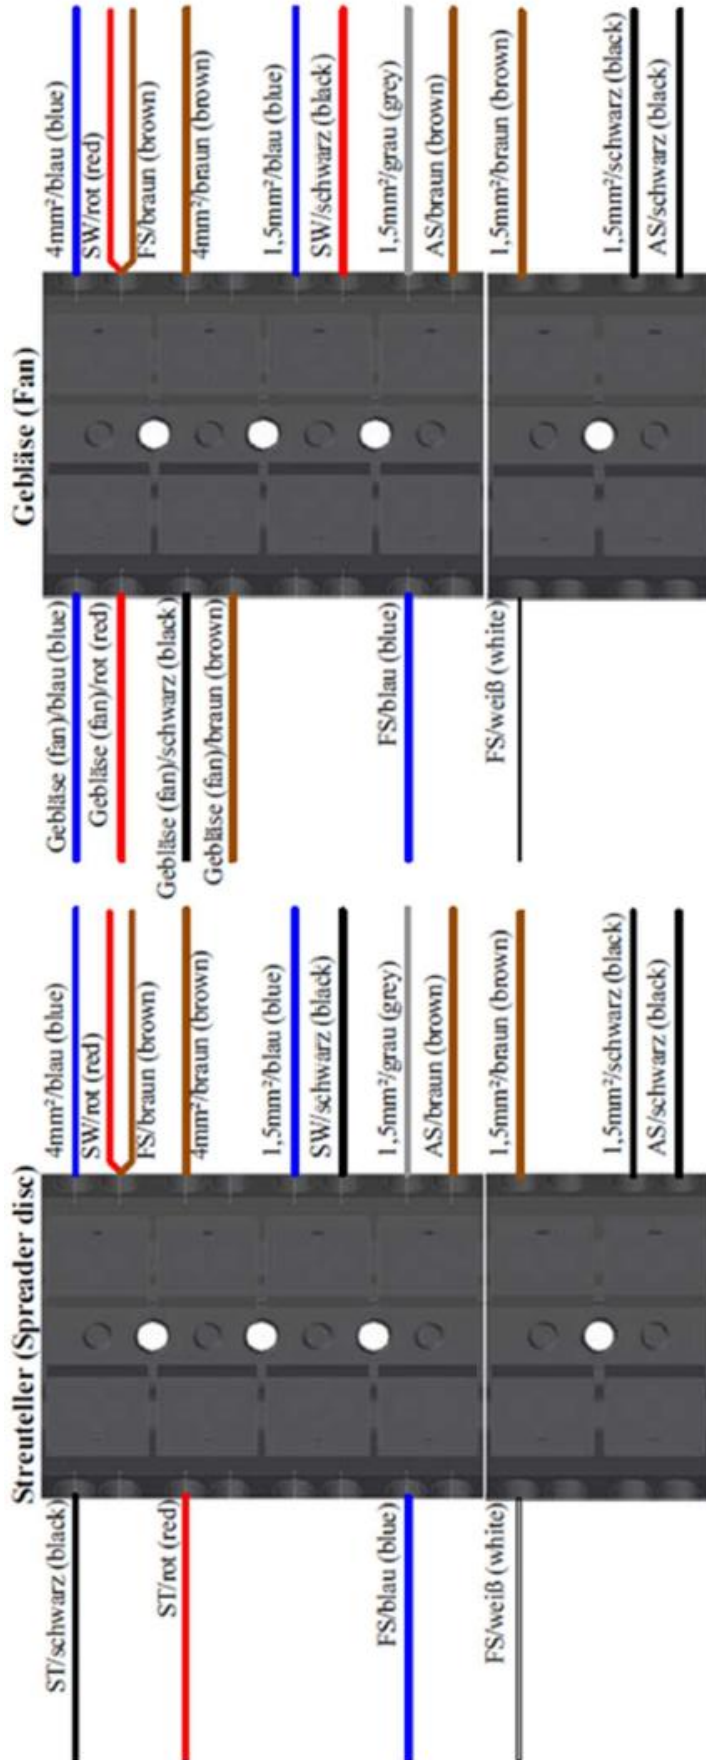 Streuteller (Spreader disc)
ST/schwarz (black)
ST/rot (red)
FS/blau (blue)
FS/weiß (white)
4mm²/blau (blue)
SW/rot (red)
FS/braun (brown)
4mm²/braun (brown)
1,5mm²/blau (blue)
SW/schwarz (black)
1,5mm²/grau (grey)
AS/braun (brown)
1,5mm²/braun (brown)
1,5mm²/schwarz (black)
AS/schwarz (black)
Gebläse (Fan)
Gebläse (fan)/blau (blue)
Gebläse (fan)/rot (red)
Gebläse (fan)/schwarz (black)
Gebläse (fan)/braun (brown)
FS/blau (blue)
FS/weiß (white)
4mm²/blau (blue)
SW/rot (red)
FS/braun (brown)
4mm²/braun (brown)
1,5mm²/blau (blue)
SW/schwarz (black)
1,5mm²/grau (grey)
AS/braun (brown)
1,5mm²/braun (brown)
1,5mm²/schwarz (black)
AS/schwarz (black)